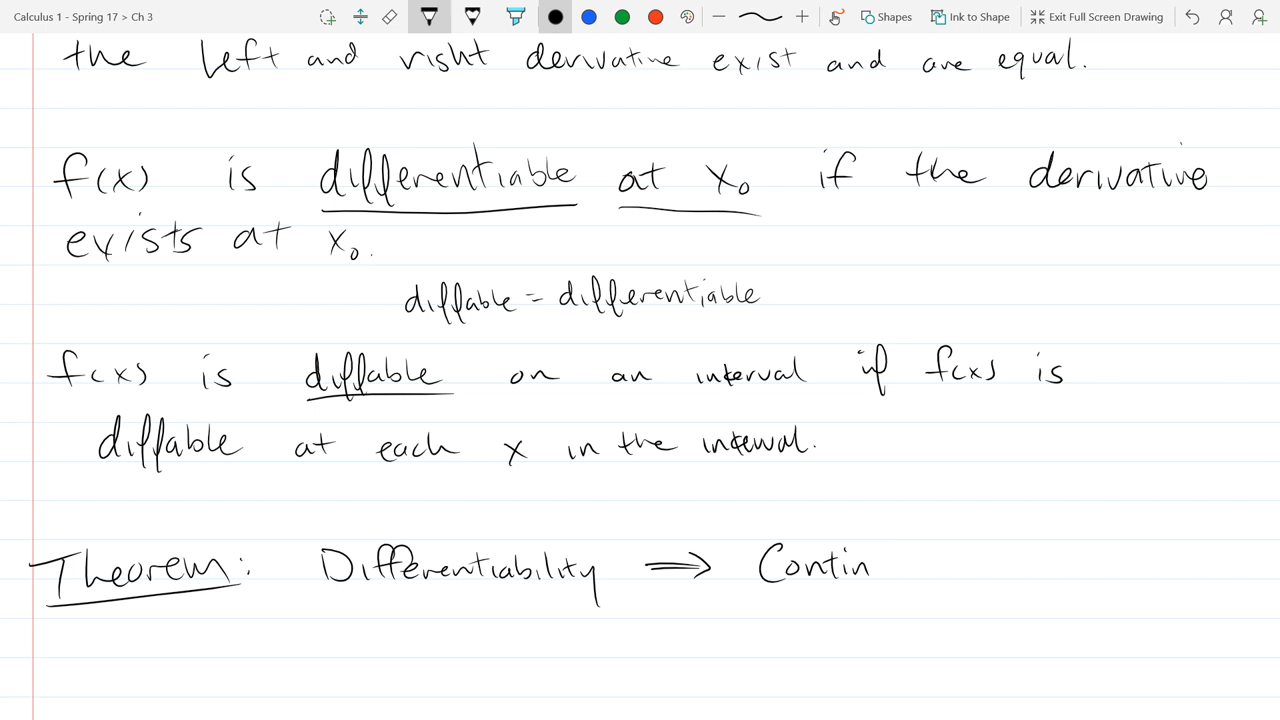 Calculus 1 - Spring 17 > Ch 3
Shapes
Ink to Shape
Exit Full Screen Drawing
the left and right derivative exist and are equal.
f(x) is differentiable at x₀ if the derivative
exists at x₀.
diffable = differentiable
f(x) is diffable on an interval if f(x) is
diffable at each x in the interval.
Theorem: Differentiability ⟹ Contin